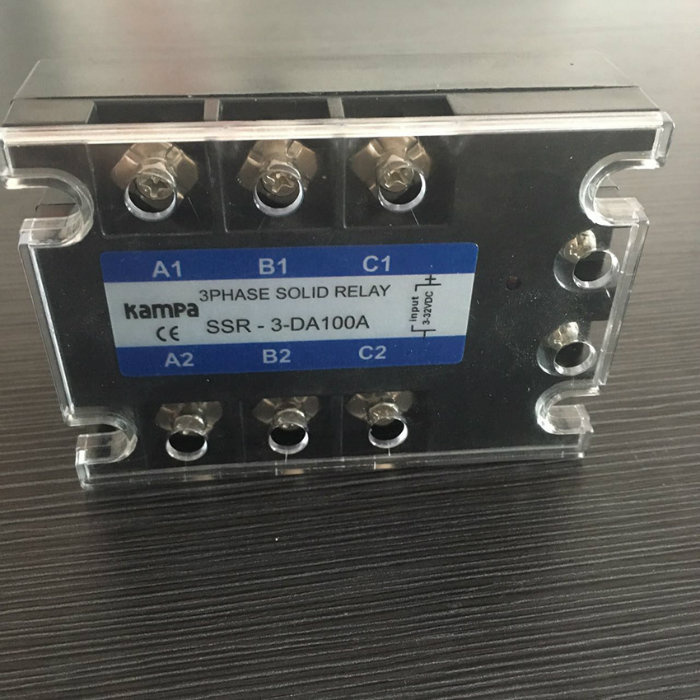 A1 B1 C1
3PHASE SOLID RELAY
kampa
CE SSR - 3-DA100A
input
3-32VDC
+
-
A2 B2 C2